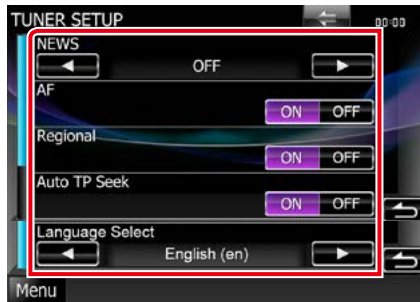 TUNER SETUP 00:00
NEWS
OFF
AF
ON OFF
Regional
ON OFF
Auto TP Seek
ON OFF
Language Select
English (en)
Menu